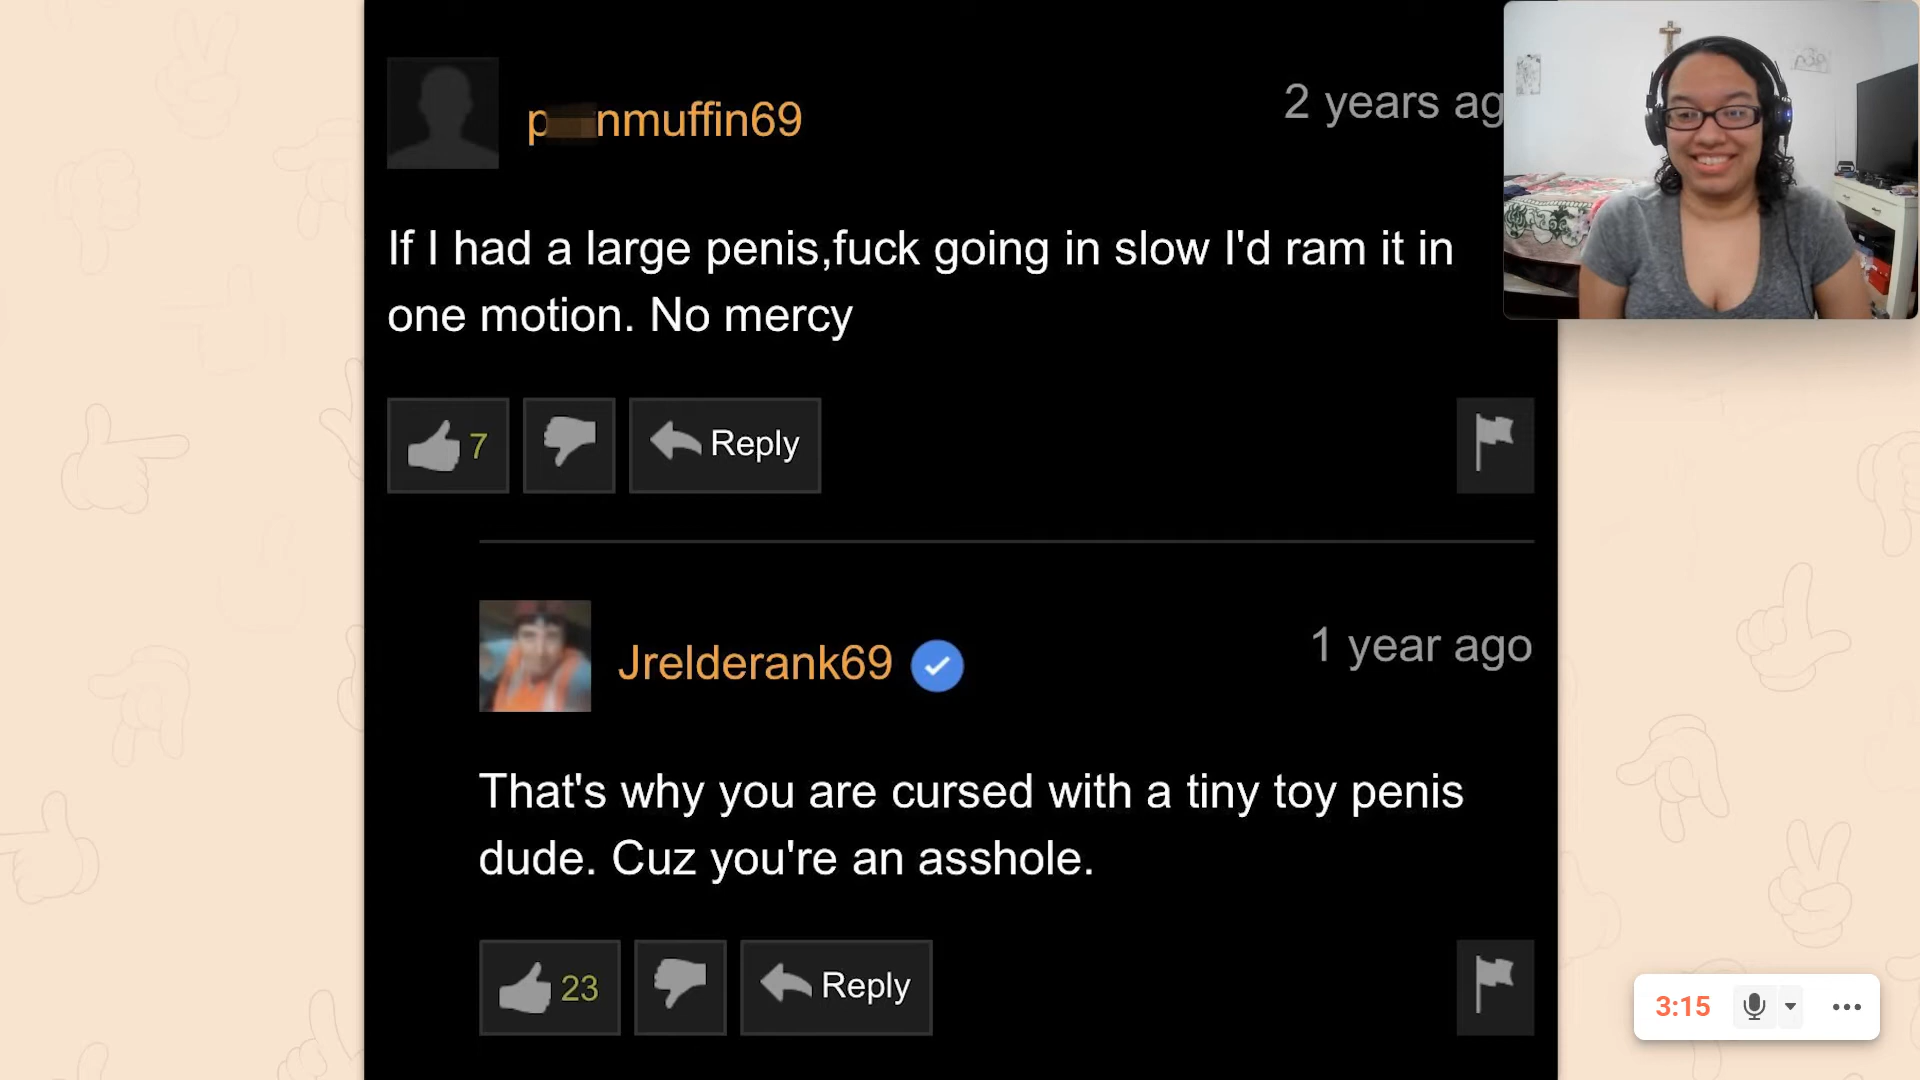 p nmuffin69
2 years ag
If I had a large penis,fuck going in slow I'd ram it in
one motion. No mercy
7
Reply
Jrelderank69
1 year ago
That's why you are cursed with a tiny toy penis
dude. Cuz you're an asshole.
23
Reply
3:15